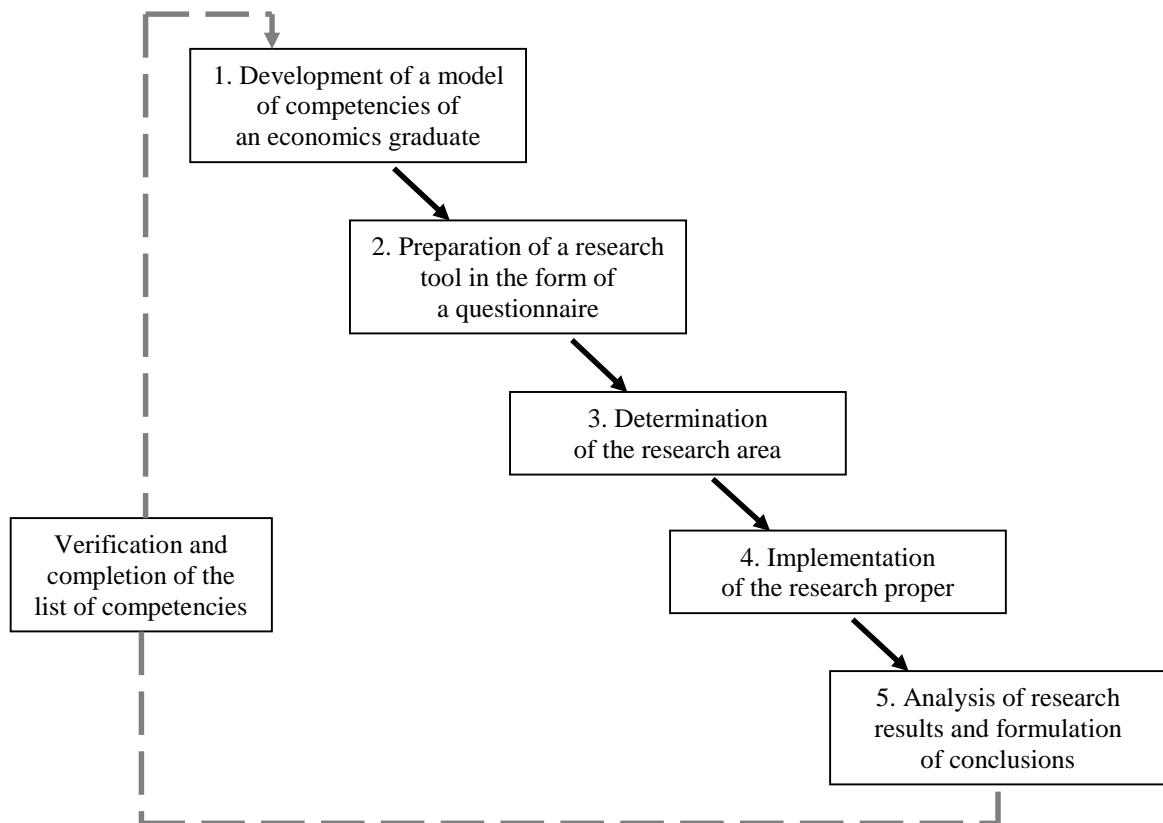 1. Development of a model
of competencies of
an economics graduate
2. Preparation of a research
tool in the form of
a questionnaire
3. Determination
of the research area
Verification and
completion of the
list of competencies
4. Implementation
of the research proper
5. Analysis of research
results and formulation
of conclusions